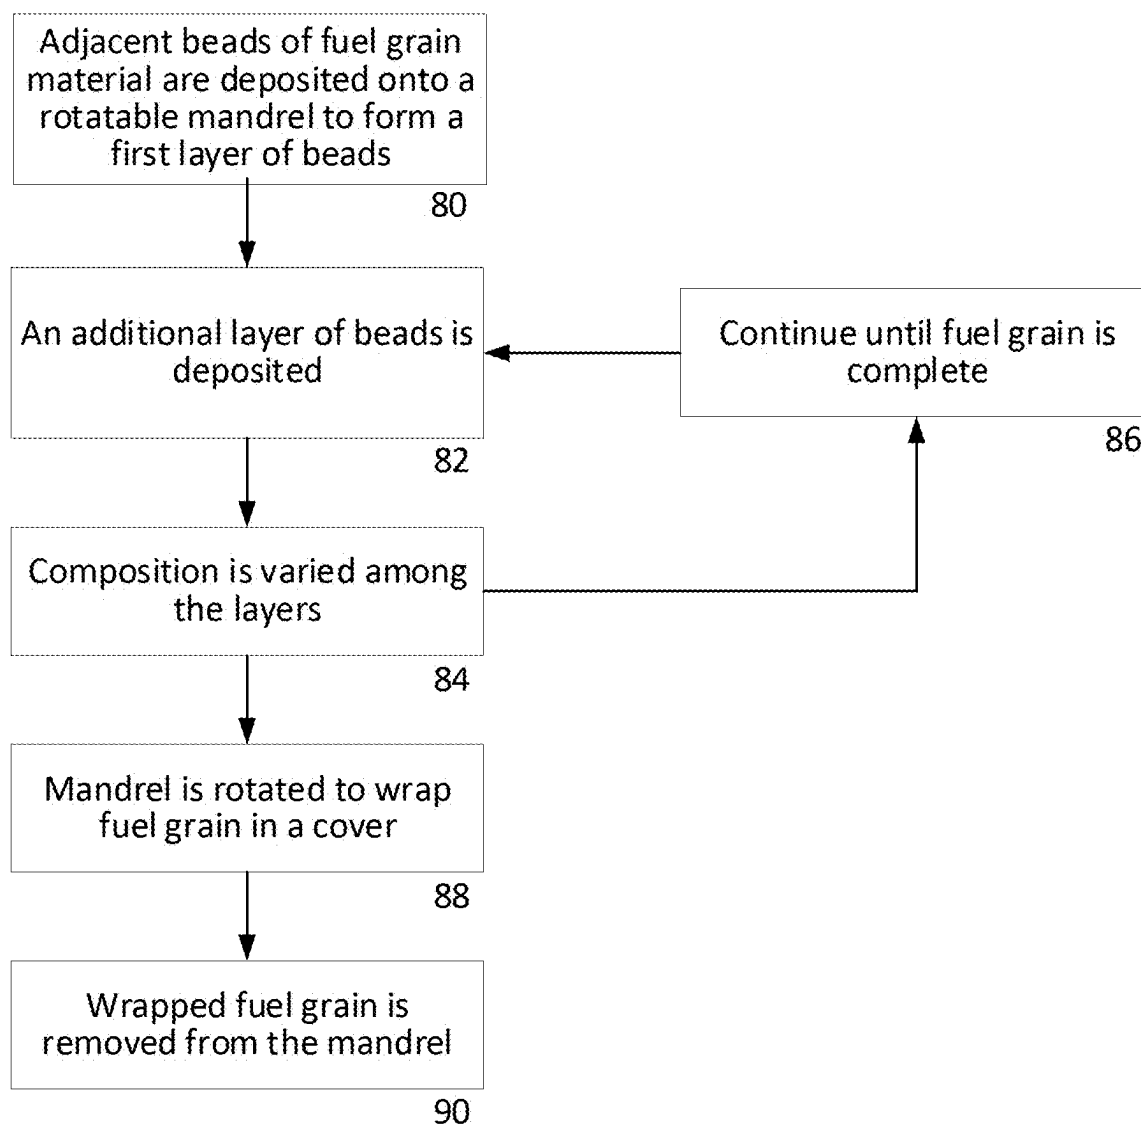 Adjacent beads of fuel grain
material are deposited onto a
rotatable mandrel to form a
first layer of beads
80
An additional layer of beads is
deposited
82
Continue until fuel grain is
complete
86
Composition is varied among
the layers
84
Mandrel is rotated to wrap
fuel grain in a cover
88
Wrapped fuel grain is
removed from the mandrel
90